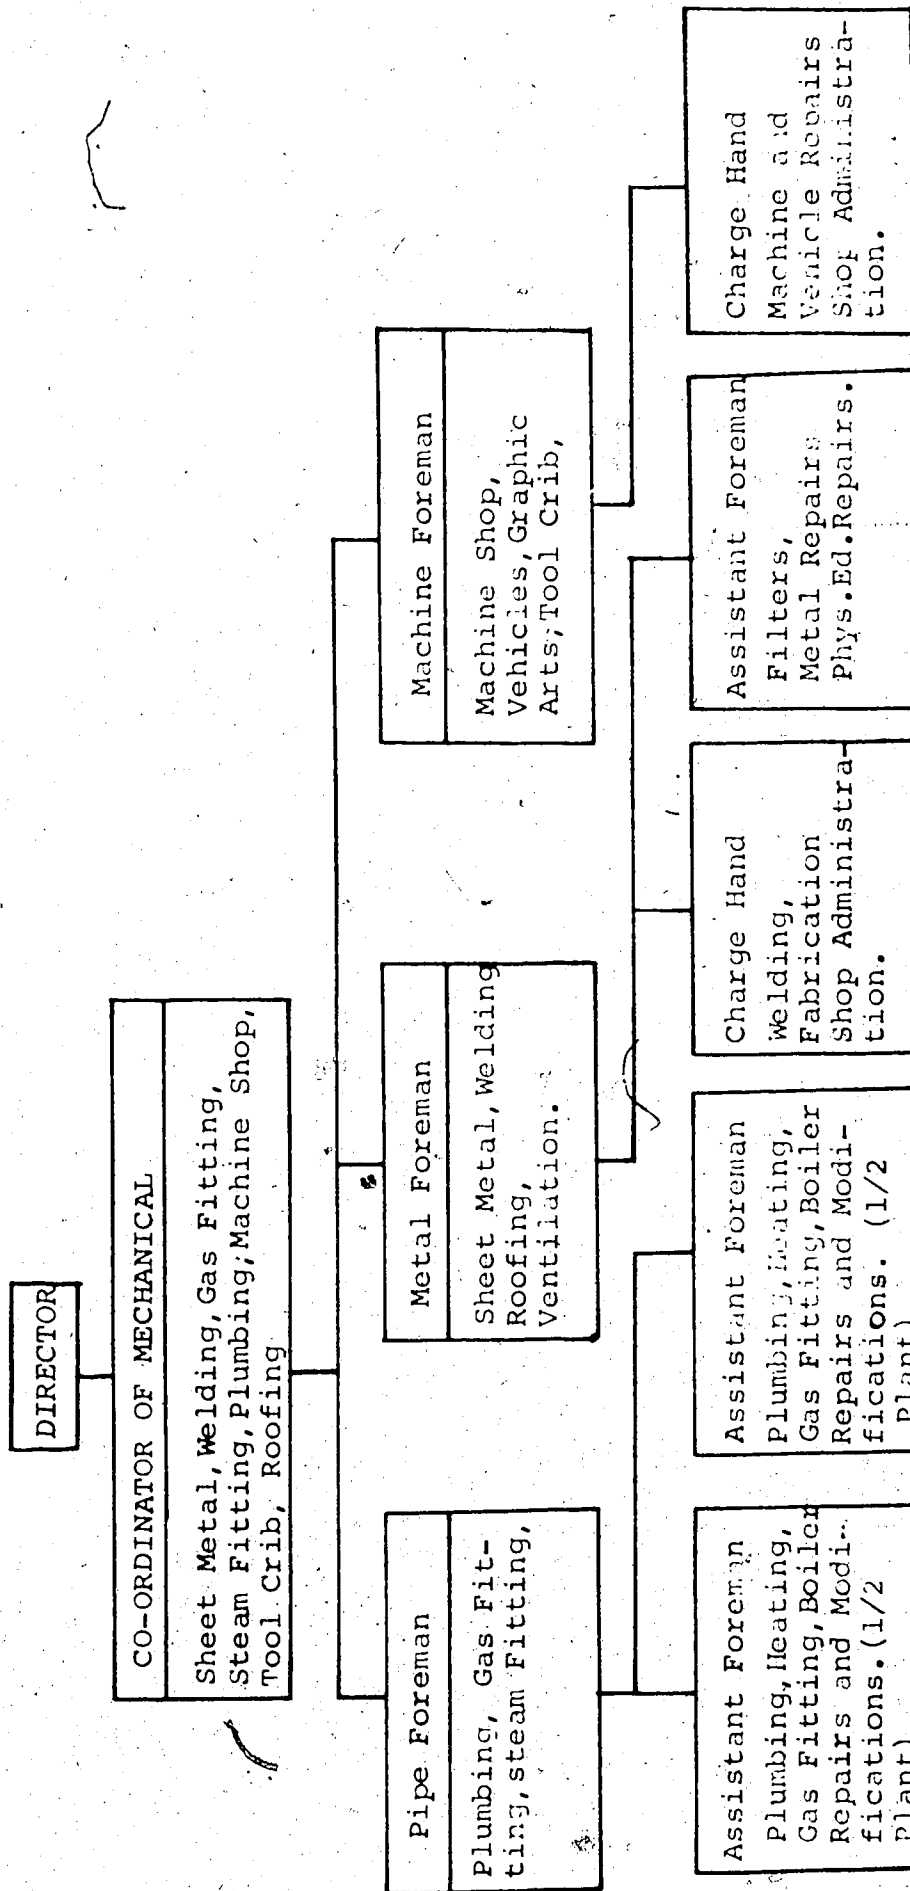 DIRECTOR
CO-ORDINATOR OF MECHANICAL
Sheet Metal, Welding, Gas Fitting,
Steam Fitting, Plumbing, Machine Shop,
Tool Crib, Roofing
Pipe Foreman
Plumbing, Gas Fit-
ting, steam Fitting,
Metal Foreman
Sheet Metal, Welding
Roofing,
Ventilation.
Machine Foreman
Machine Shop,
Vehicles, Graphic
Arts, Tool Crib,
Assistant Foreman
Plumbing, Heating,
Gas Fitting, Boiler
Repairs and Modi-
fications. (1/2
Plant)
Assistant Foreman
Plumbing, Heating,
Gas Fitting, Boiler
Repairs and Modi-
fications. (1/2
Plant)
Charge Hand
Welding,
Fabrication
Shop Administra-
tion.
Assistant Foreman
Filters,
Metal Repairs
Phys.Ed.Repairs.
Charge Hand
Machine and
Vehicle Repairs
Shop Administra-
tion.